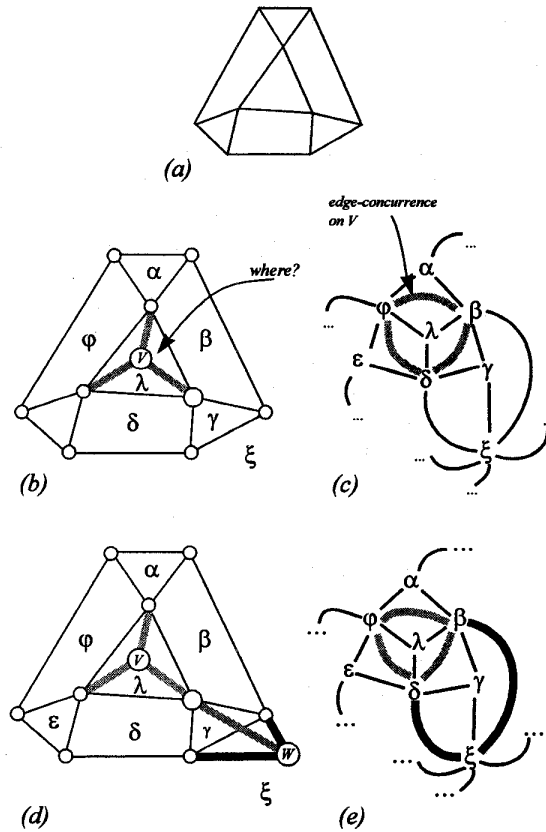 (a)
α
V
where?
φ
β
λ
δ
γ
ξ
(b)
edge-concurrence
on V
...
α
φ
β
λ
...
ε
δ
γ
...
ξ
...
...
(c)
α
V
φ
β
λ
ε
δ
γ
W
ξ
(d)
...
α
φ
β
...
λ
ε
δ
γ
...
ξ
...
...
...
(e)